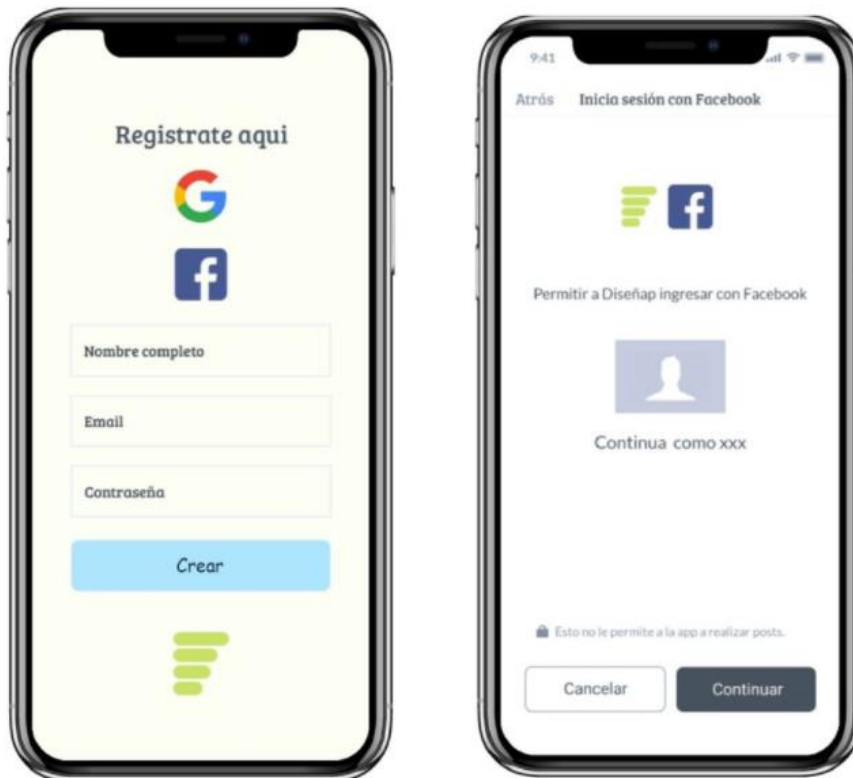 Registrate aqui
Nombre completo
Email
Contraseña
Crear
9:41
Atrás Inicia sesión con Facebook
Permitir a Diseñap ingresar con Facebook
Continua como xxx
Esto no le permite a la app a realizar posts.
Cancelar Continuar